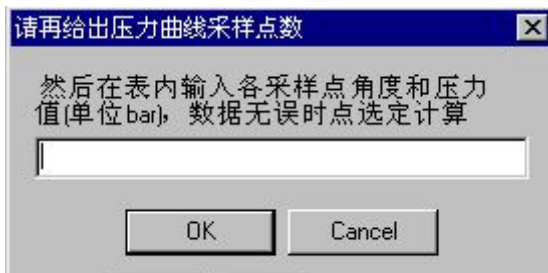 请再给出压力曲线采样点数
然后在表内输入各采样点角度和压力
值(单位bar)，数据无误时点选定计算
OK Cancel